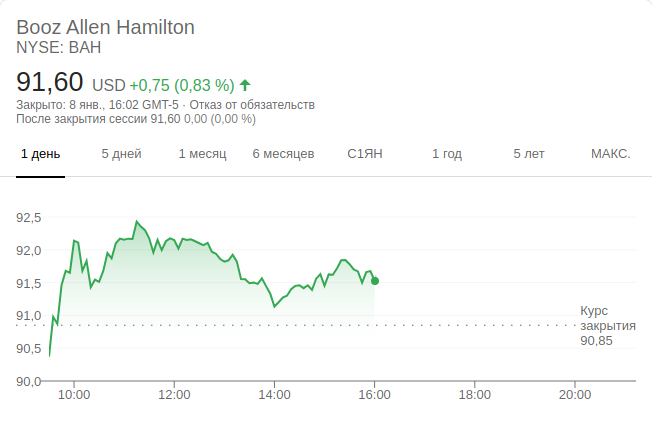 Booz Allen Hamilton
NYSE: BAH
91,60 USD +0,75 (0,83 %)
Закрыто: 8 янв., 16:02 GMT-5 · Отказ от обязательств
После закрытия сессии 91,60 0,00 (0,00 %)
1 день 5 дней 1 месяц 6 месяцев С1ЯН 1 год 5 лет МАКС.
92,5
92,0
91,5
91,0
90,5
90,0
Курс
закрытия
90,85
10:00 12:00 14:00 16:00 18:00 20:00